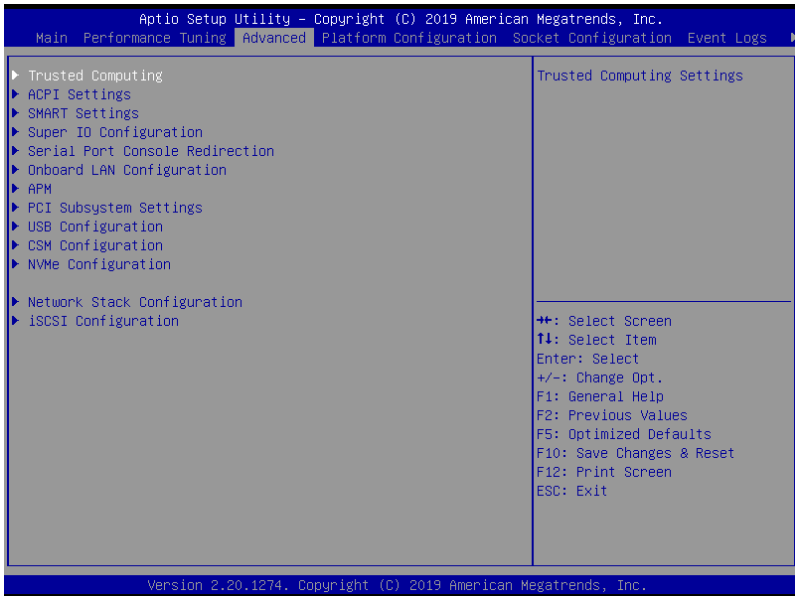 Aptio Setup Utility – Copyright (C) 2019 American Megatrends, Inc.
Main Performance Tuning Advanced Platform Configuration Socket Configuration Event Logs
Trusted Computing
ACPI Settings
SMART Settings
Super IO Configuration
Serial Port Console Redirection
Onboard LAN Configuration
APM
PCI Subsystem Settings
USB Configuration
CSM Configuration
NVMe Configuration
Network Stack Configuration
iSCSI Configuration
Trusted Computing Settings
→←: Select Screen
↑↓: Select Item
Enter: Select
+/-: Change Opt.
F1: General Help
F2: Previous Values
F5: Optimized Defaults
F10: Save Changes & Reset
F12: Print Screen
ESC: Exit
Version 2.20.1274. Copyright (C) 2019 American Megatrends, Inc.